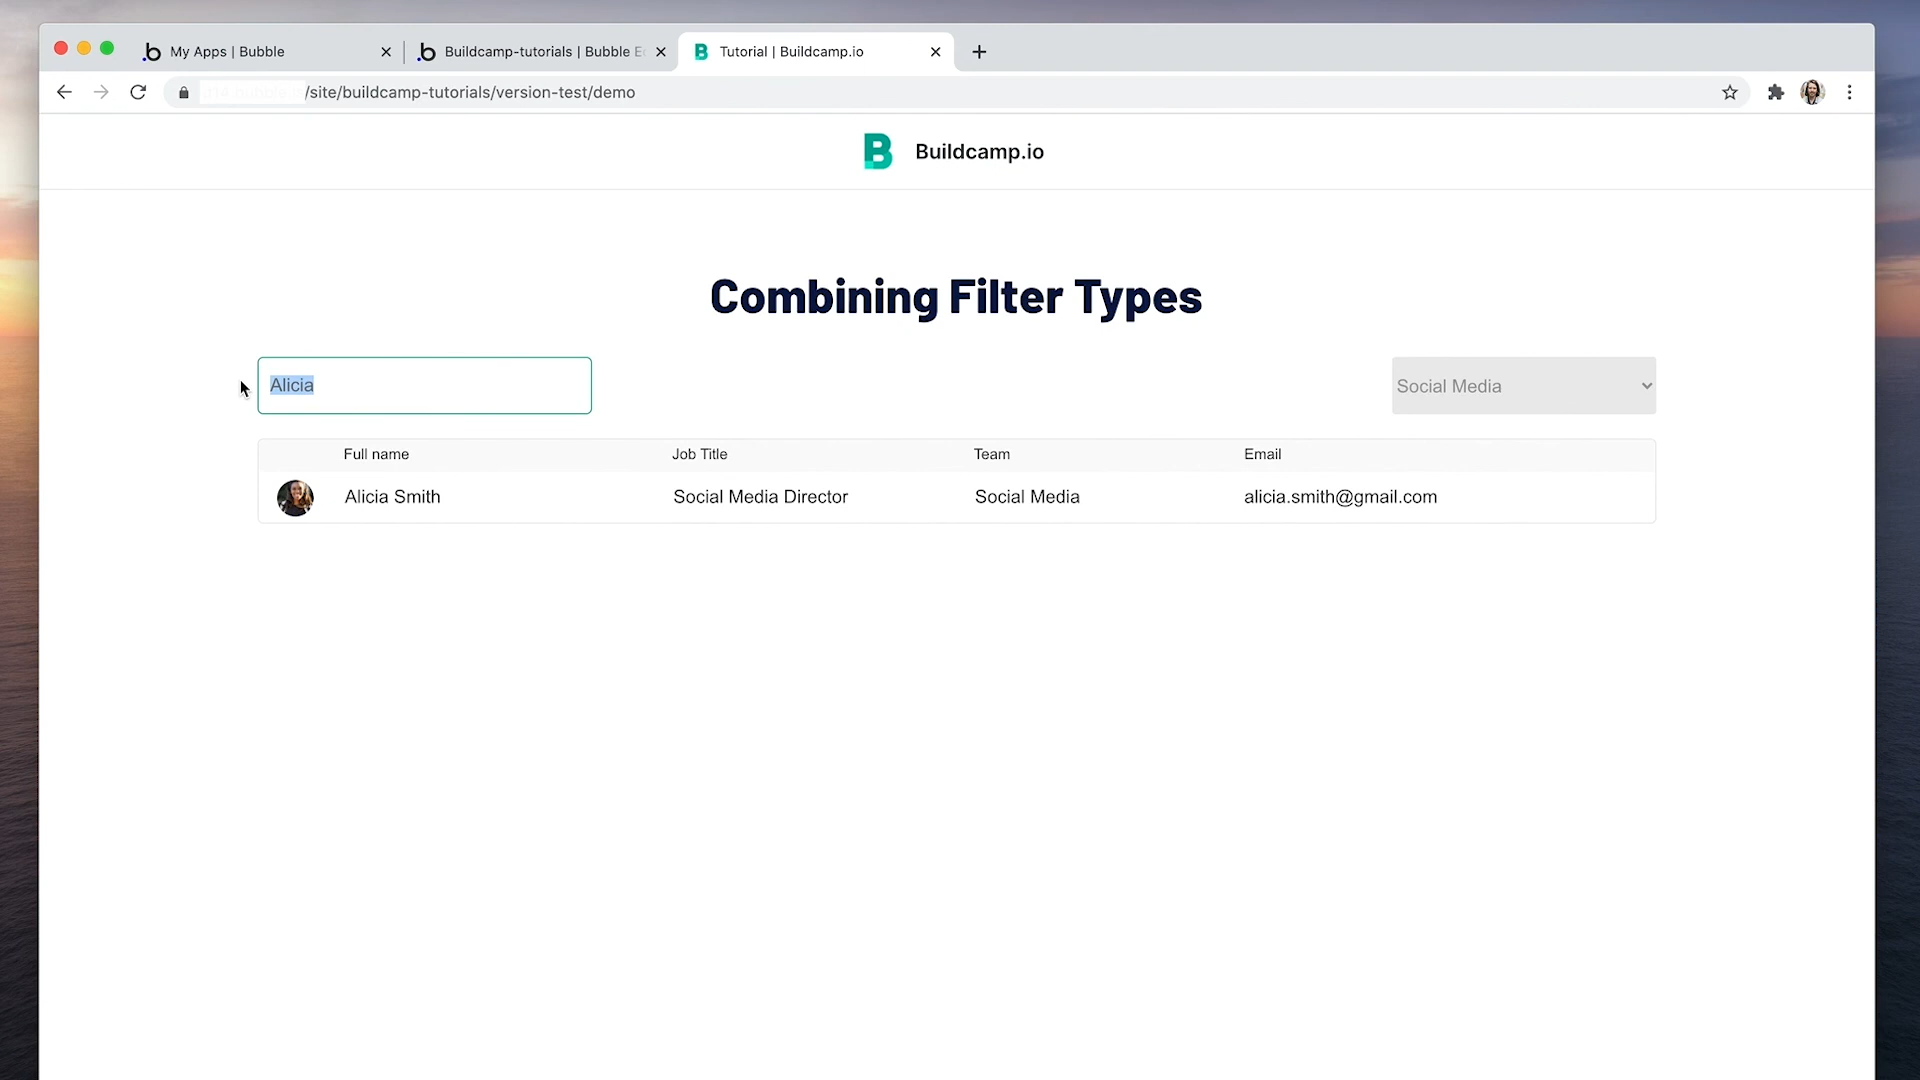 My Apps | Bubble
Buildcamp-tutorials | Bubble E
Tutorial | Buildcamp.io
/site/buildcamp-tutorials/version-test/demo
B Buildcamp.io
Combining Filter Types
Alicia
Social Media
Full name Job Title Team Email
Alicia Smith Social Media Director Social Media alicia.smith@gmail.com